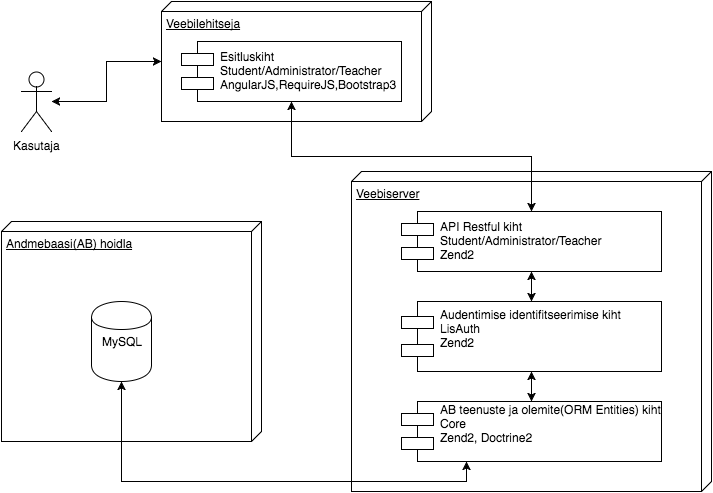 Veebilehitseja
Esitluskiht
Student/Administrator/Teacher
AngularJS,RequireJS,Bootstrap3
Kasutaja
Veebiserver
API Restful kiht
Student/Administrator/Teacher
Zend2
Andmebaasi(AB) hoidla
MySQL
Audentimise identifitseerimise kiht
LisAuth
Zend2
AB teenuste ja olemite(ORM Entities) kiht
Core
Zend2, Doctrine2